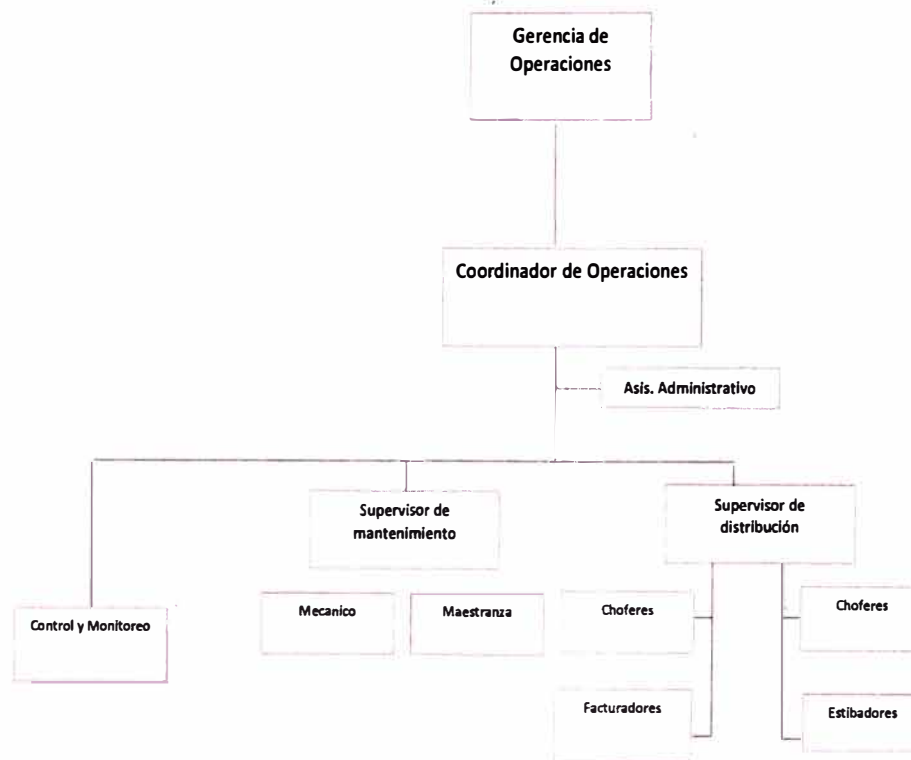 Gerencia de
Operaciones
Coordinador de Operaciones
Asis. Administrativo
Supervisor de
mantenimiento
Supervisor de
distribución
Control y Monitoreo
Mecanico
Maestranza
Choferes
Choferes
Facturadores
Estibadores